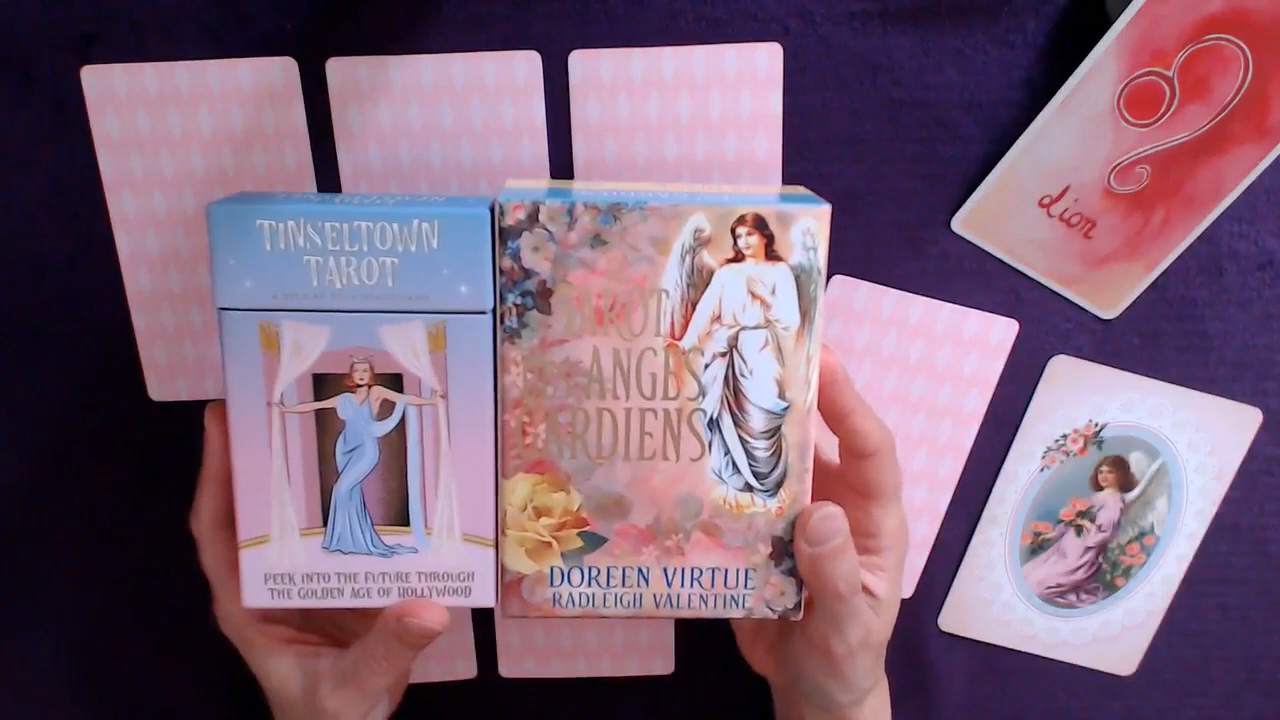 TINSELTOWN
TAROT
PEEK INTO THE FUTURE THROUGH
THE GOLDEN AGE OF HOLLYWOOD
TAROT
DES ANGES
GARDIENS
DOREEN VIRTUE
RADLEIGH VALENTINE
Lion